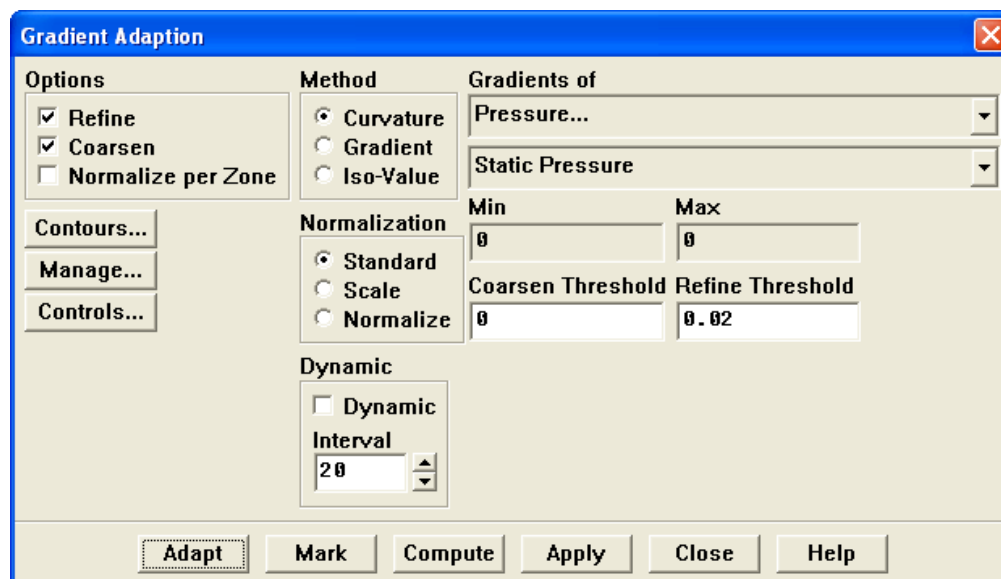 Gradient Adaption
Options
Refine
Coarsen
Normalize per Zone
Contours...
Manage...
Controls...
Method
Curvature
Gradient
Iso-Value
Normalization
Standard
Scale
Normalize
Dynamic
Dynamic
Interval
20
Gradients of
Pressure...
Static Pressure
Min Max
0 0
Coarsen Threshold Refine Threshold
0 0.02
Adapt Mark Compute Apply Close Help